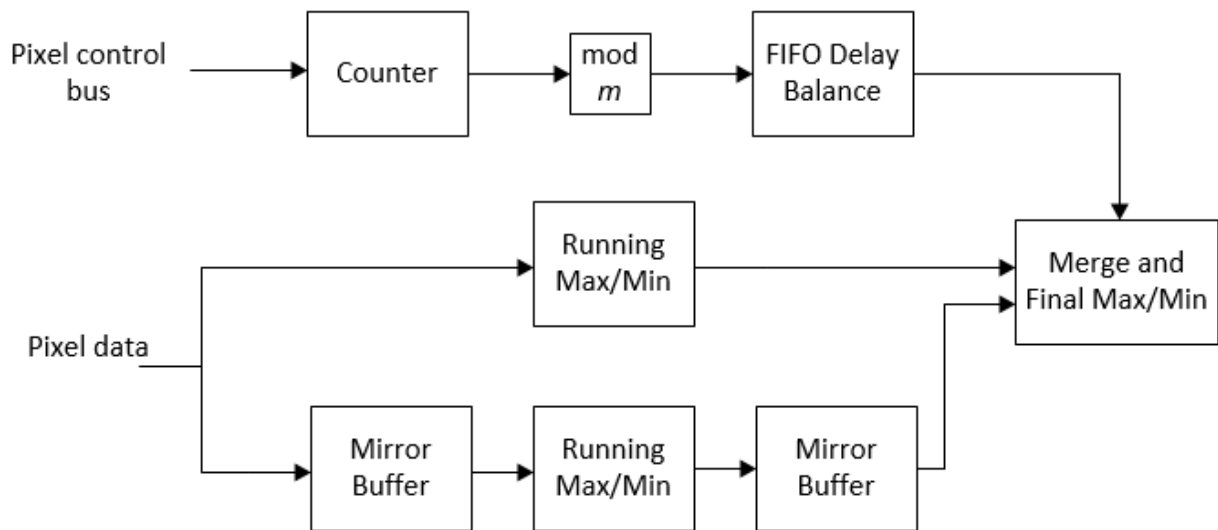 Pixel control
bus
Counter
mod
m
FIFO Delay
Balance
Running
Max/Min
Merge and
Final Max/Min
Pixel data
Mirror
Buffer
Running
Max/Min
Mirror
Buffer